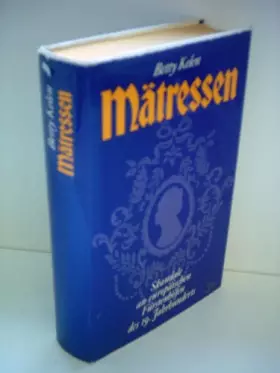 Betty Kelen
Mätressen
Skandale
an europäischen
Fürstenhöfen
des 19. Jahrhunderts
Betty Kelen
Mätressen